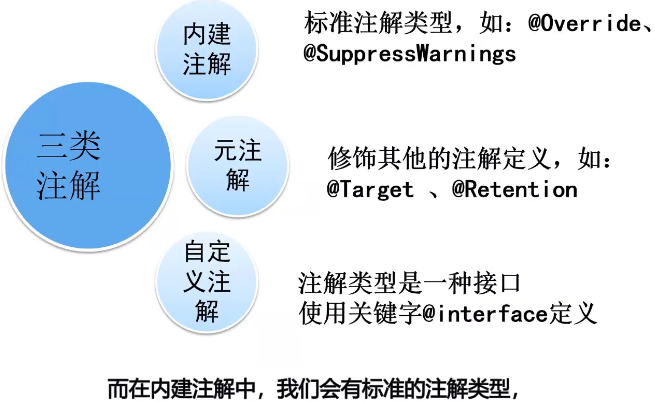 内建
注解
标准注解类型，如：@Override、
@SuppressWarnings
三类
注解
元注
解
修饰其他的注解定义，如：
@Target 、@Retention
自定
义注
解
注解类型是一种接口
使用关键字@interface定义
而在内建注解中，我们会有标准的注解类型，